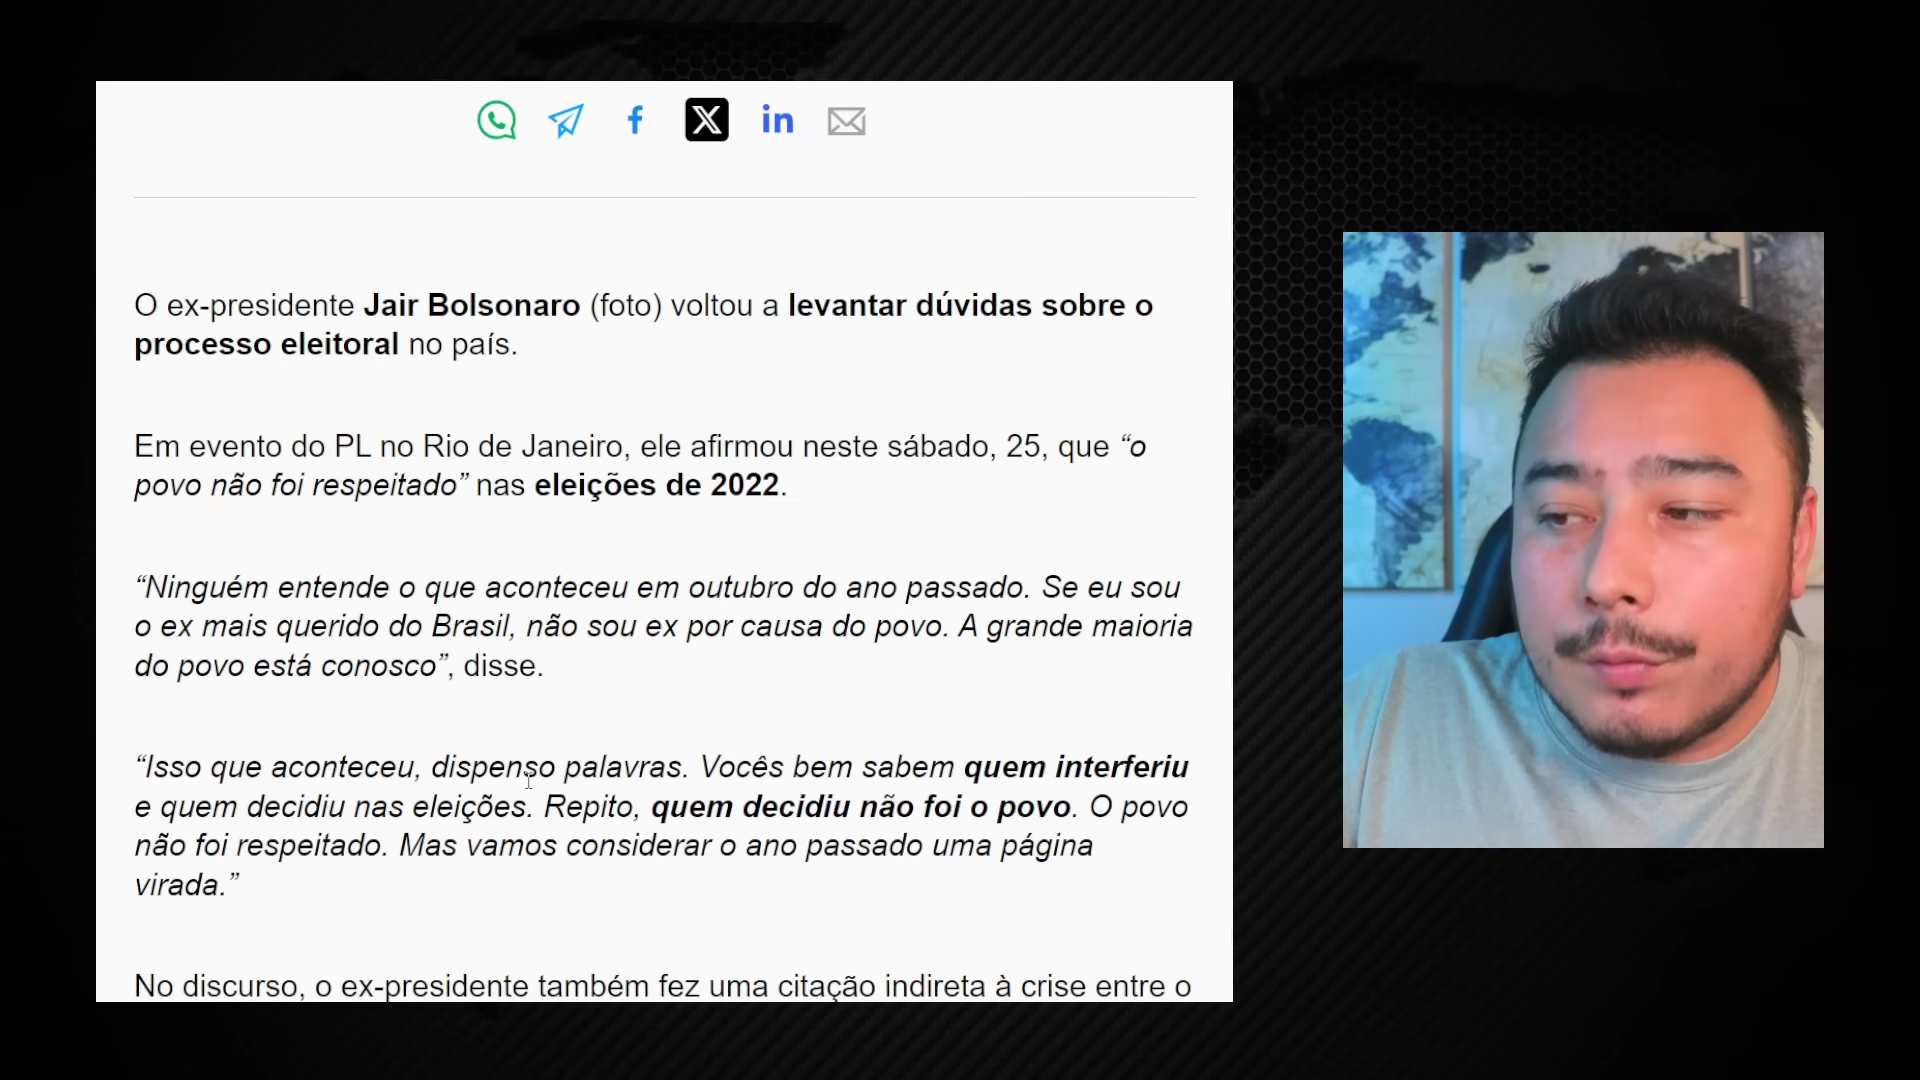 O ex-presidente Jair Bolsonaro (foto) voltou a levantar dúvidas sobre o
processo eleitoral no país.
Em evento do PL no Rio de Janeiro, ele afirmou neste sábado, 25, que “o
povo não foi respeitado” nas eleições de 2022.
“Ninguém entende o que aconteceu em outubro do ano passado. Se eu sou
o ex mais querido do Brasil, não sou ex por causa do povo. A grande maioria
do povo está conosco”, disse.
“Isso que aconteceu, dispenso palavras. Vocês bem sabem quem interferiu
e quem decidiu nas eleições. Repito, quem decidiu não foi o povo. O povo
não foi respeitado. Mas vamos considerar o ano passado uma página
virada.”
No discurso, o ex-presidente também fez uma citação indireta à crise entre o